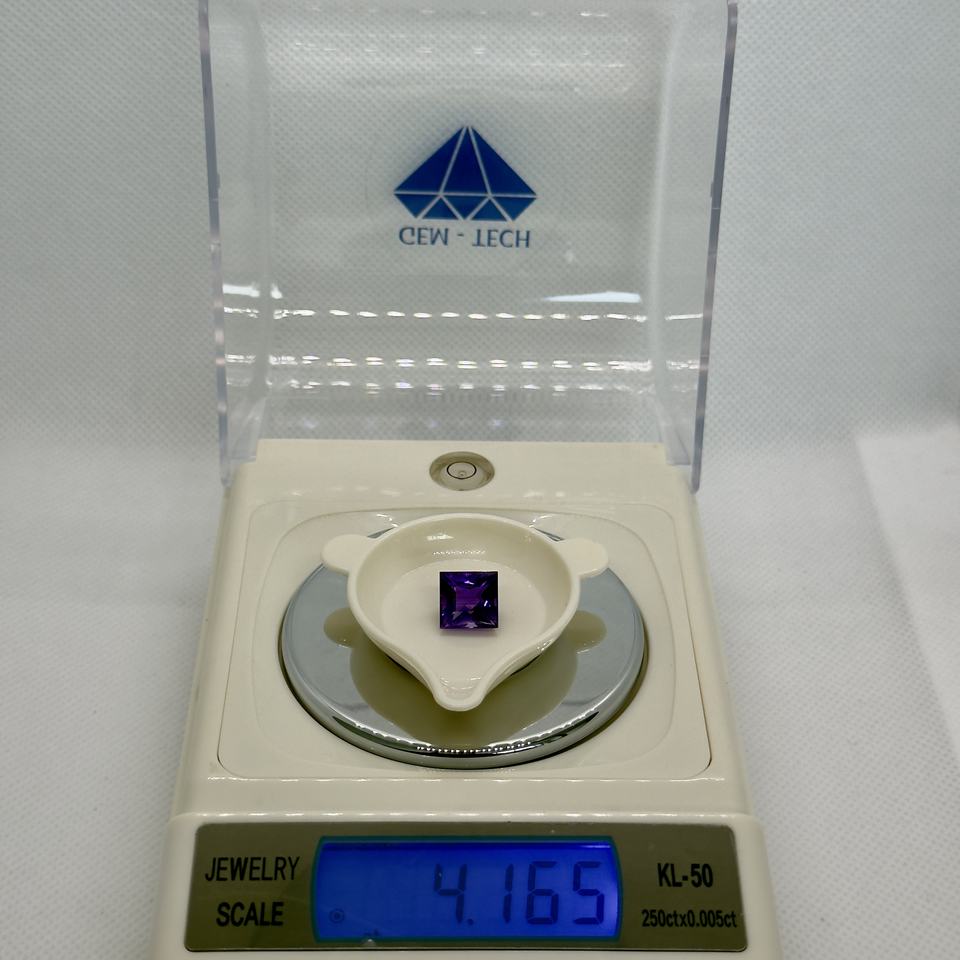 GEM - TECH
JEWELRY
SCALE
4.165
KL-50
250ctx0.005ct